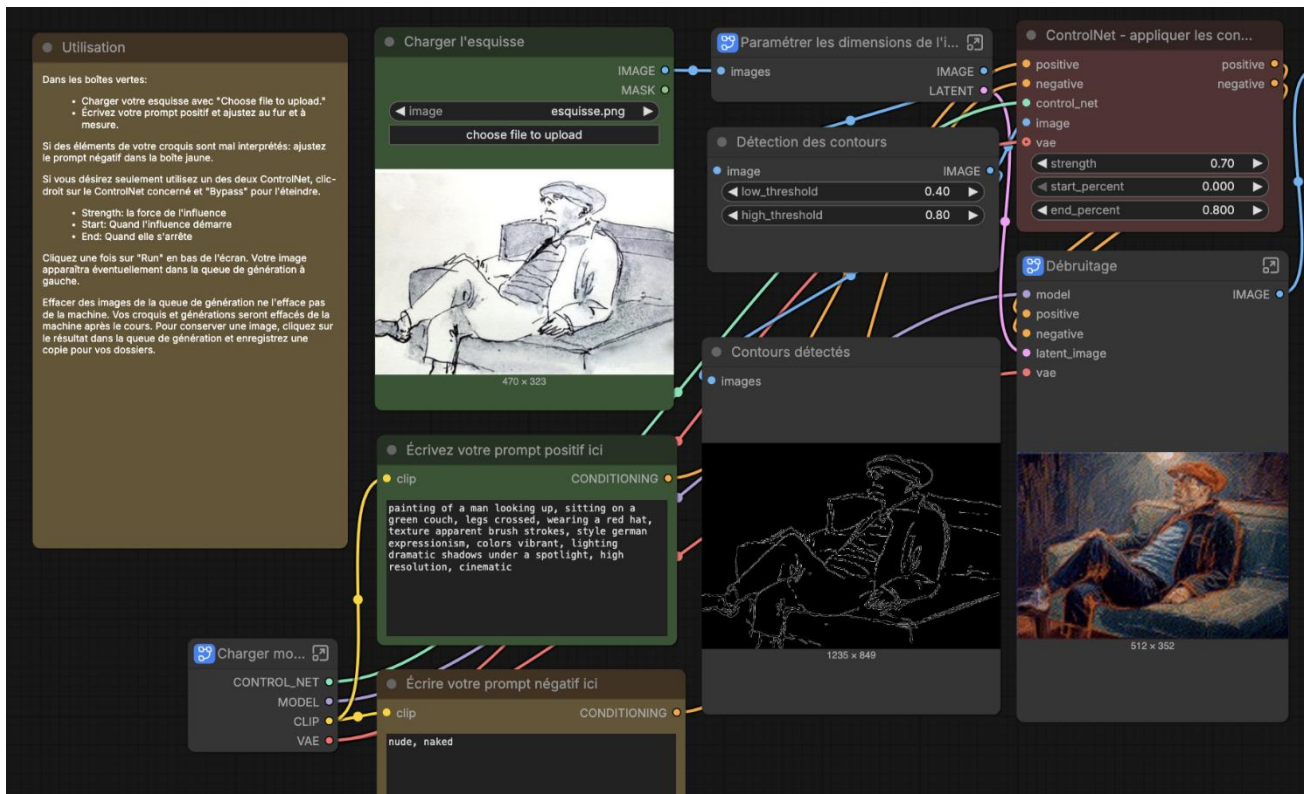 Utilisation
Dans les boîtes vertes:
• Charger votre esquisse avec "Choose file to upload."
• Écrivez votre prompt positif et ajustez au fur et à
mesure.
Si des éléments de votre croquis sont mal interprétés: ajustez
le prompt négatif dans la boîte jaune.
Si vous désirez seulement utilisez un des deux ControlNet, clic-
droit sur le ControlNet concerné et "Bypass" pour l'éteindre.
• Strength: la force de l'influence
• Start: Quand l'influence démarre
• End: Quand elle s'arrête
Cliquez une fois sur "Run" en bas de l'écran. Votre image
apparaîtra éventuellement dans la queue de génération à
gauche.
Effacer des images de la queue de génération ne l'efface pas
de la machine. Vos croquis et générations seront effacés de la
machine après le cours. Pour conserver une image, cliquez sur
le résultat dans la queue de génération et enregistrez une
copie pour vos dossiers.
Charger l'esquisse
IMAGE
MASK
image esquisse.png
choose file to upload
470 × 323
Écrivez votre prompt positif ici
clip CONDITIONING
painting of a man looking up, sitting on a
green couch, legs crossed, wearing a red hat,
texture apparent brush strokes, style german
expressionism, colors vibrant, lighting
dramatic shadows under a spotlight, high
resolution, cinematic
Charger mo...
CONTROL_NET
MODEL
CLIP
VAE
Écrire votre prompt négatif ici
clip CONDITIONING
nude, naked
Paramétrer les dimensions de l'i...
images IMAGE
LATENT
Détection des contours
image IMAGE
low_threshold 0.40
high_threshold 0.80
Contours détectés
images
1235 × 849
ControlNet - appliquer les con...
positive positive
negative negative
control_net
image
vae
strength 0.70
start_percent 0.000
end_percent 0.800
Débruitage
model IMAGE
positive
negative
latent_image
vae
512 × 352